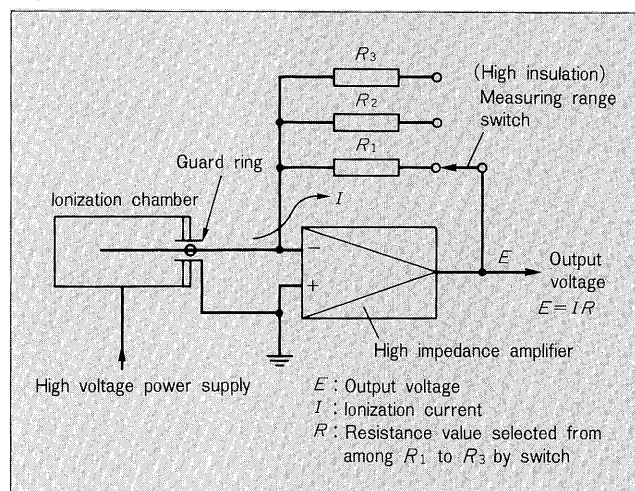 R3
(High insulation)
R2
Measuring range
switch
R1
Guard ring
Ionization chamber
I
−
E
Output
voltage
+
E=IR
High impedance amplifier
High voltage power supply
E : Output voltage
I : Ionization current
R : Resistance value selected from
among R1 to R3 by switch